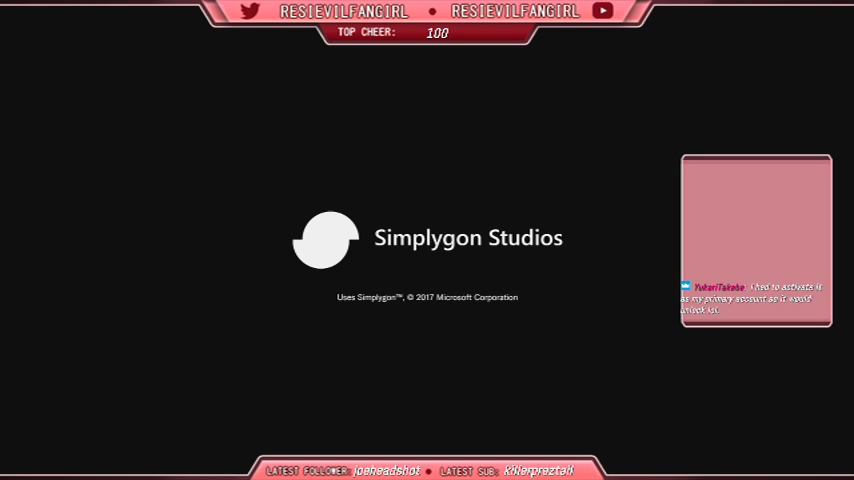 RESIEVILFANGIRL • RESIEVILFANGIRL
TOP CHEER: 100
Simplygon Studios
Uses Simplygon™, © 2017 Microsoft Corporation
YukariTakeba: I had to activate it
as my primary account so it would
unlock lol.
LATEST FOLLOWER: joeheadshot • LATEST SUB: killerpreztail